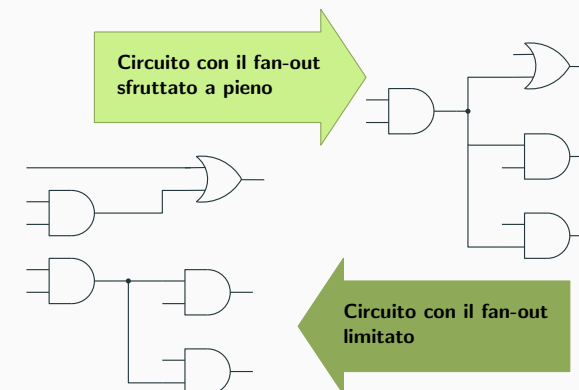 Circuito con il fan-out
sfruttato a pieno
Circuito con il fan-out
limitato